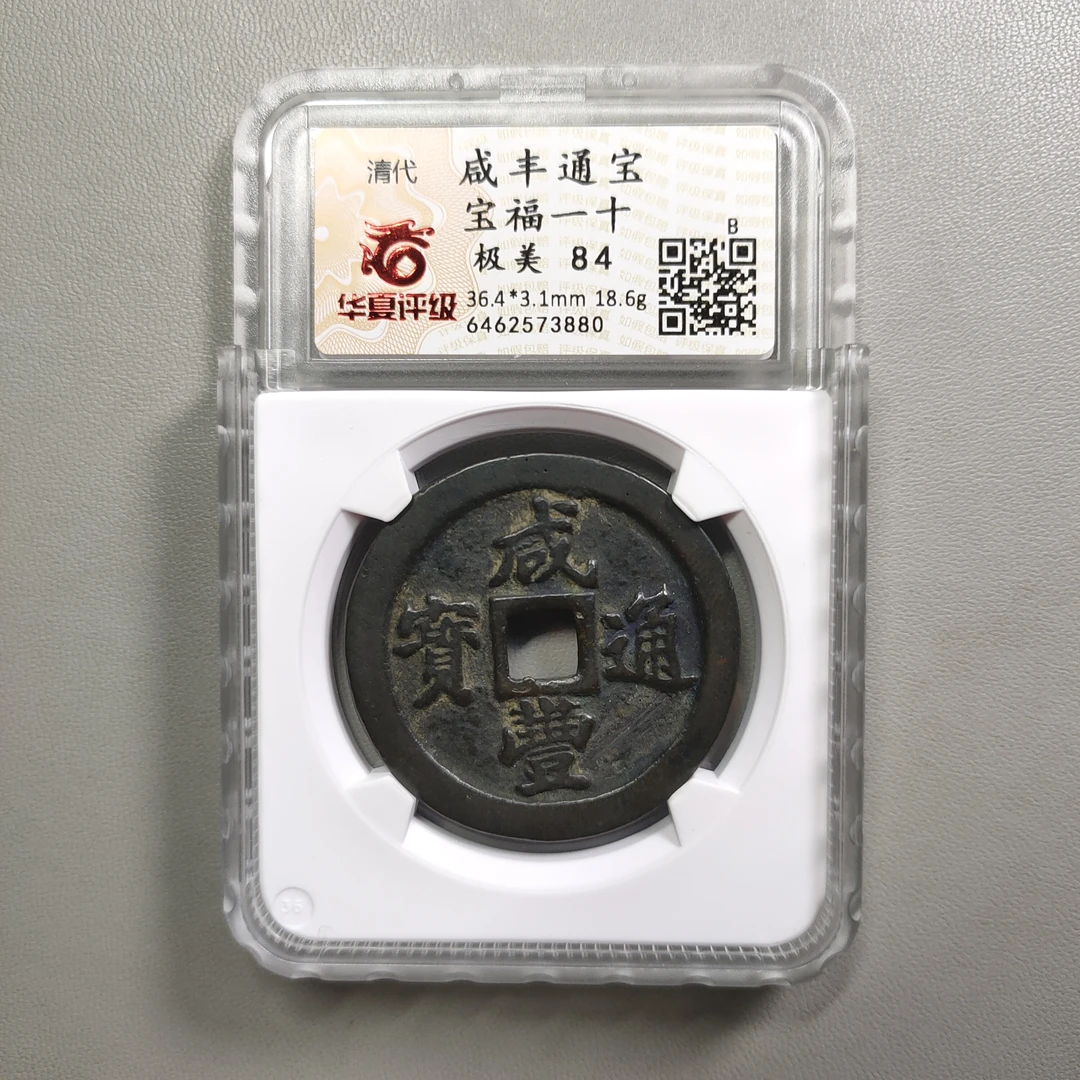 清代
咸丰通宝
宝福一十
极美 84
36.4*3.1mm 18.6g
6462573880
华夏评级
B
咸
豐
通
寶
35